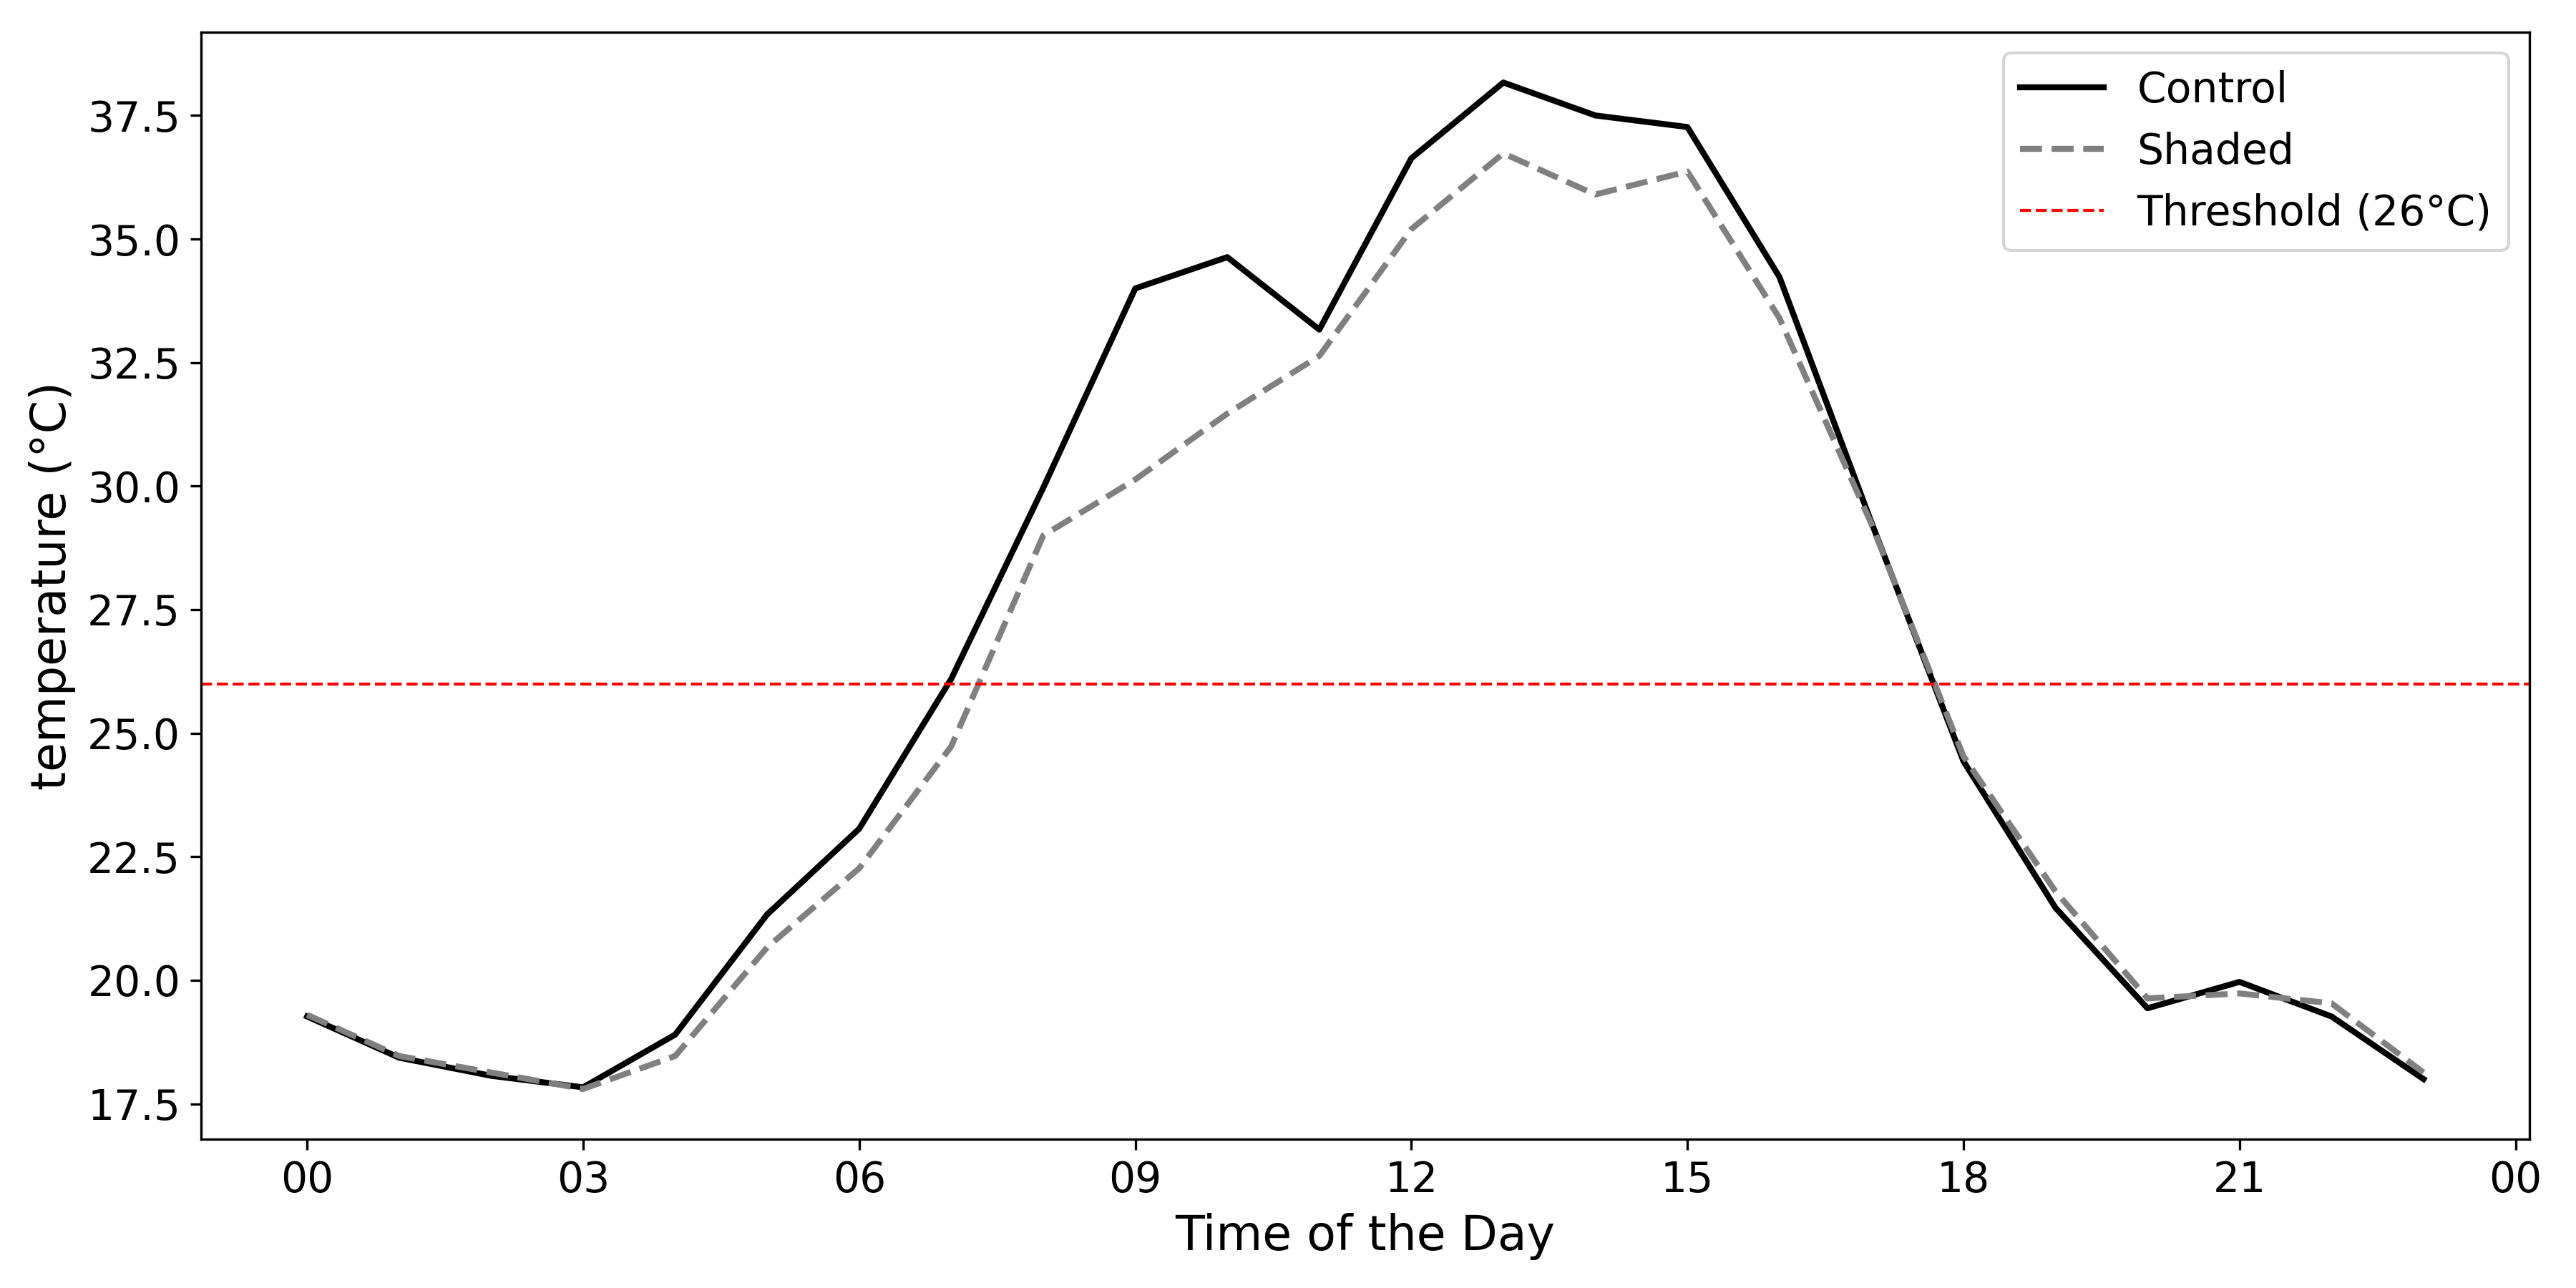 Control
Shaded
Threshold (26°C)
temperature (°C)
37.5
35.0
32.5
30.0
27.5
25.0
22.5
20.0
17.5
00 03 06 09 12 15 18 21 00
Time of the Day